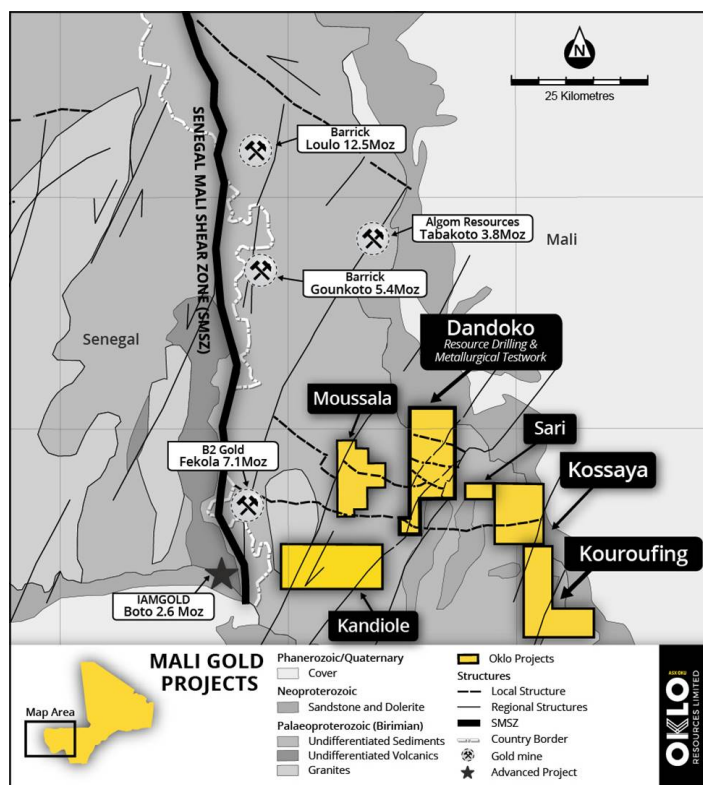 N
25 Kilometres
SENEGAL MALI SHEAR ZONE (SMSZ)
Barrick
Loulo 12.5Moz
Algom Resources
Tabakoto 3.8Moz
Mali
Barrick
Gounkoto 5.4Moz
Senegal
Dandoko
Resource Drilling &
Metallurgical Testwork
Moussala
Sari
B2 Gold
Fekola 7.1Moz
Kossaya
Kouroufing
IAMGOLD
Boto 2.6 Moz
Kandiole
MALI GOLD
PROJECTS
Map Area
Phanerozoic/Quaternary
Cover
Neoproterozoic
Sandstone and Dolerite
Palaeoproterozoic (Birimian)
Undifferentiated Sediments
Undifferentiated Volcanics
Granites
Oklo Projects
Structures
Local Structure
Regional Structures
SMSZ
Country Border
Gold mine
Advanced Project
ASX OKU
OKLO
RESOURCES LIMITED